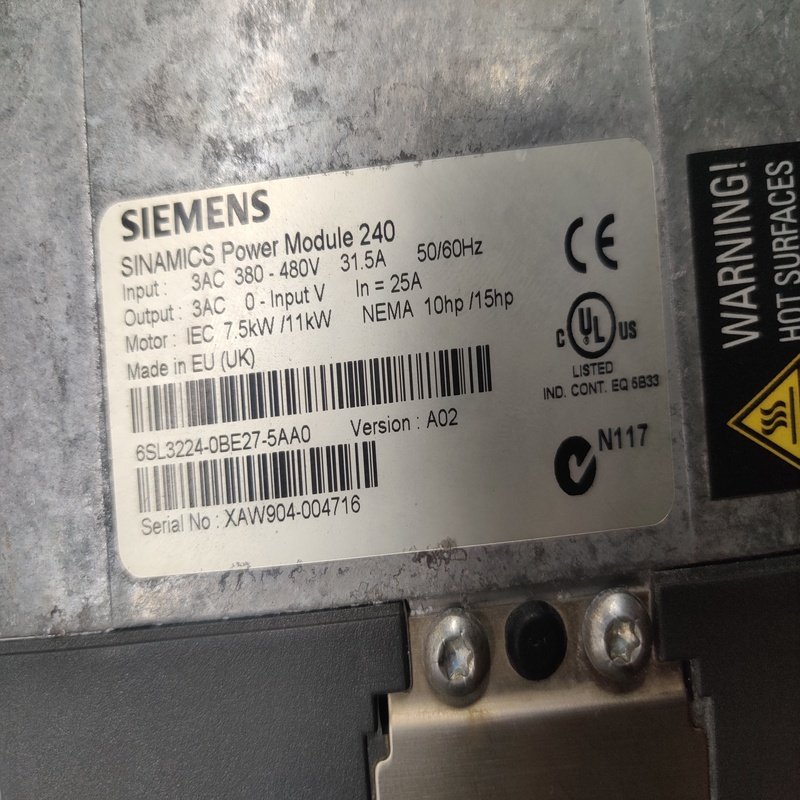 SIEMENS
SINAMICS Power Module 240
Input : 3AC 380 - 480V 31.5A 50/60Hz
Output : 3AC 0 - Input V In = 25A
Motor : IEC 7.5kW /11kW NEMA 10hp /15hp
Made in EU (UK)
6SL3224-0BE27-5AA0 Version : A02
Serial No : XAW904-004716
CE
C UL US
®
LISTED
IND. CONT. EQ 6B33
N117
WARNING!
HOT SURFACES